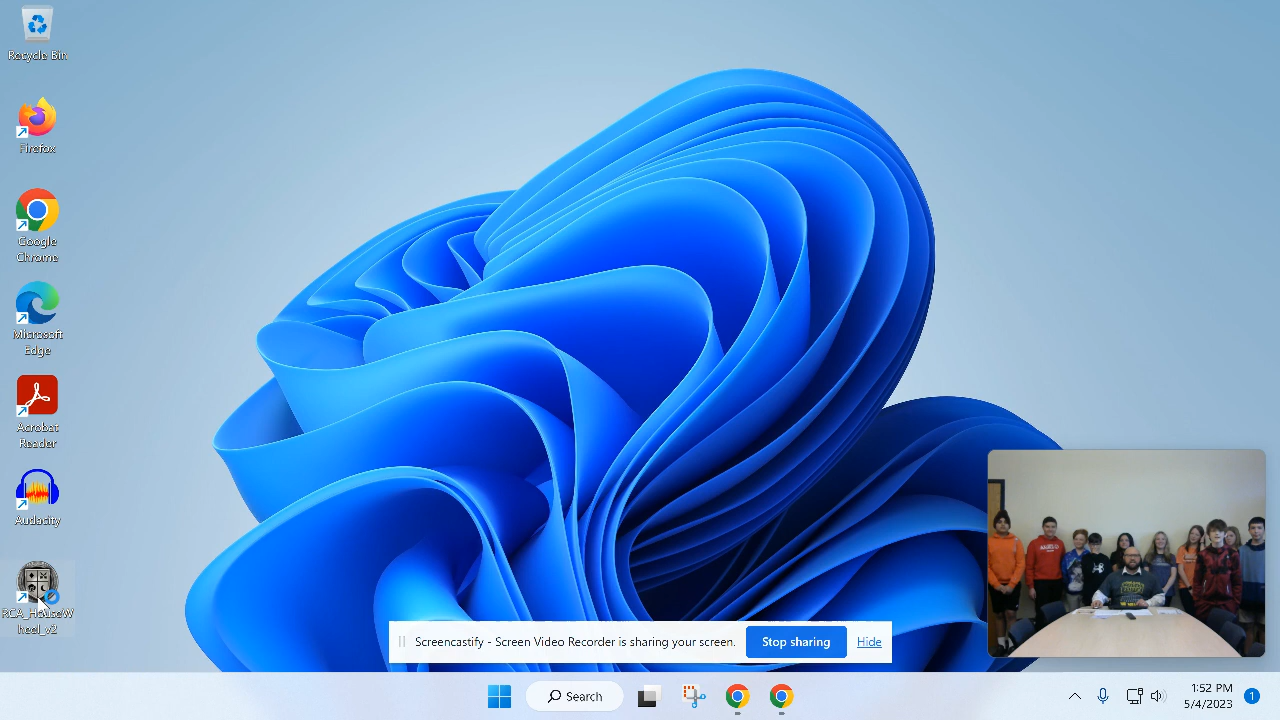 Recycle Bin
Firefox
Google
Chrome
Microsoft
Edge
Acrobat
Reader
Audacity
RCA_HouseW
heel_v2
Screencastify - Screen Video Recorder is sharing your screen.
Stop sharing
Hide
Search
1:52 PM
5/4/2023
1